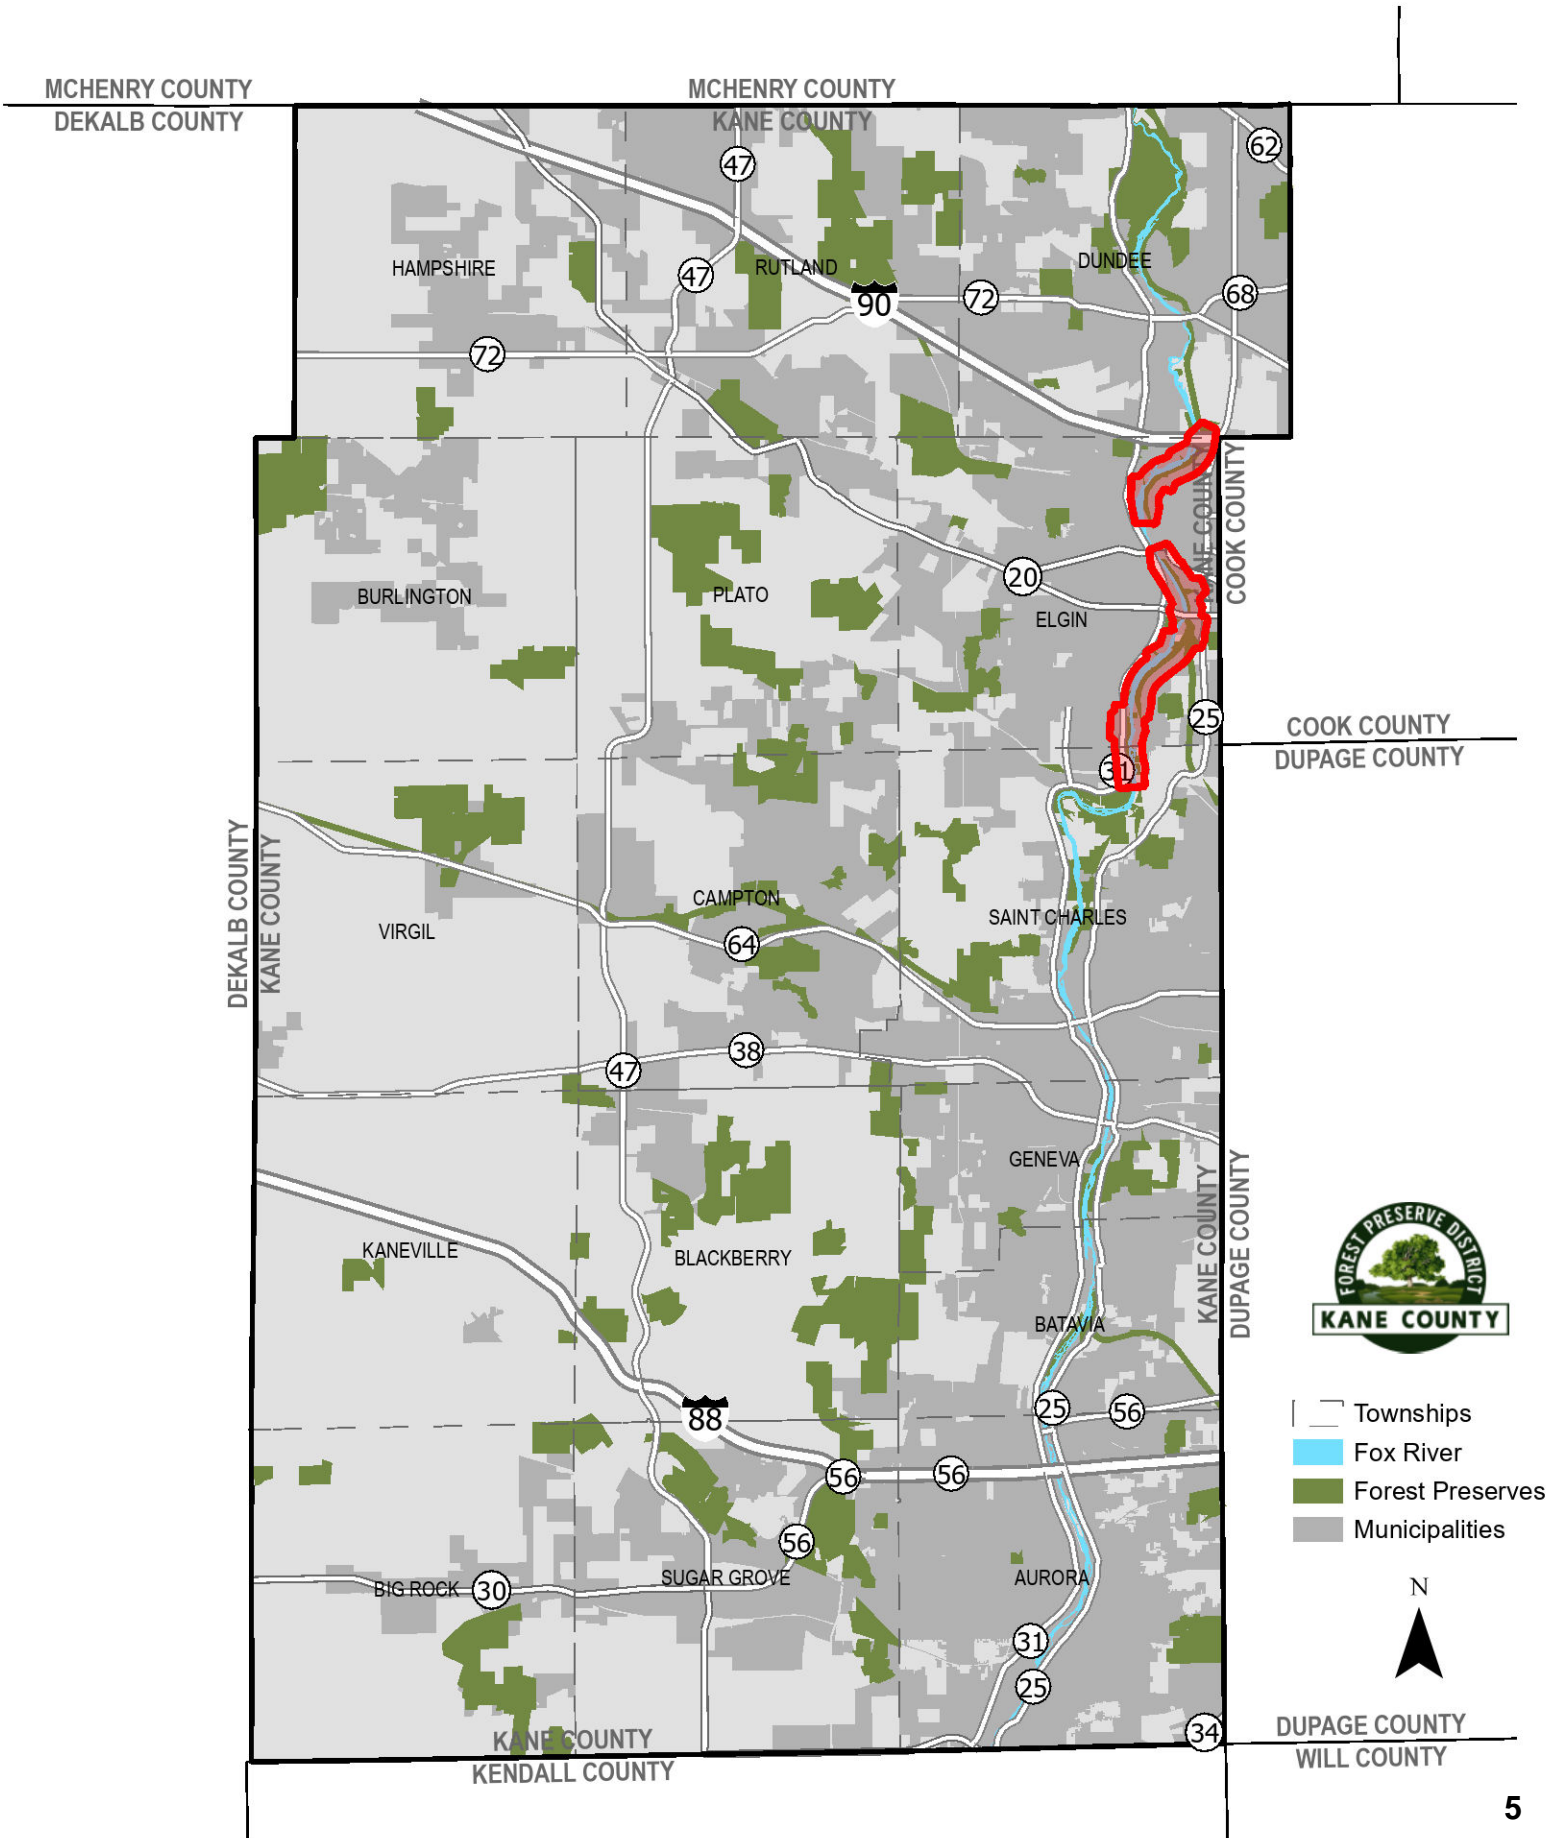 MCHENRY COUNTY
DEKALB COUNTY
MCHENRY COUNTY
KANE COUNTY
62
47
HAMPSHIRE
47
RUTLAND
DUNDEE
90
72
68
72
KANE COUNTY
COOK COUNTY
20
BURLINGTON
PLATO
ELGIN
25
COOK COUNTY
DUPAGE COUNTY
31
DEKALB COUNTY
KANE COUNTY
CAMPTON
VIRGIL
64
SAINT CHARLES
38
47
GENEVA
KANE COUNTY
DUPAGE COUNTY
KANEVILLE
BLACKBERRY
BATAVIA
FOREST PRESERVE DISTRICT
KANE COUNTY
88
25
56
Townships
Fox River
Forest Preserves
Municipalities
56
56
56
BIG ROCK
30
SUGAR GROVE
AURORA
N
31
25
34
KANE COUNTY
KENDALL COUNTY
DUPAGE COUNTY
WILL COUNTY
5